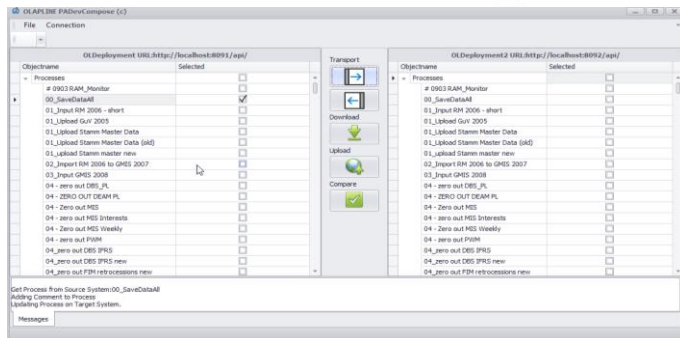 OLAPLINE PADevCompose (c)
File Connection
OLDeployment URL:http://localhost:8091/api/
Objectname Selected
Processes
# 0903 RAM_Monitor
00_SaveDataAll
01_Input RM 2006 - short
01_Upload GuV 2005
01_Upload Stamm Master Data
01_Upload Stamm Master Data (old)
01_upload Stamm master new
02_Import RM 2006 to GMIS 2007
03_Input GMIS 2008
04 - zero out DBS_PL
04 - ZERO OUT DEAM PL
04 - Zero out MIS
04 - zero out MIS Interests
04 - zero out MIS Weekly
04 - zero out PWM
04_zero out DBS IFRS
04_zero out DBS IFRS new
04_zero out FIM retrocessions new
Transport
Download
Upload
Compare
OLDeployment2 URL:http://localhost:8092/api/
Objectname Selected
Processes
# 0903 RAM_Monitor
00_SaveDataAll
01_Input RM 2006 - short
01_Upload GuV 2005
01_Upload Stamm Master Data
01_Upload Stamm Master Data (old)
01_upload Stamm master new
02_Import RM 2006 to GMIS 2007
03_Input GMIS 2008
04 - zero out DBS_PL
04 - ZERO OUT DEAM PL
04 - Zero out MIS
04 - zero out MIS Interests
04 - zero out MIS Weekly
04 - zero out PWM
04_zero out DBS IFRS
04_zero out DBS IFRS new
04_zero out FIM retrocessions new
Get Process from Source System:00_SaveDataAll
Adding Comment to Process
Updating Process on Target System.
Messages